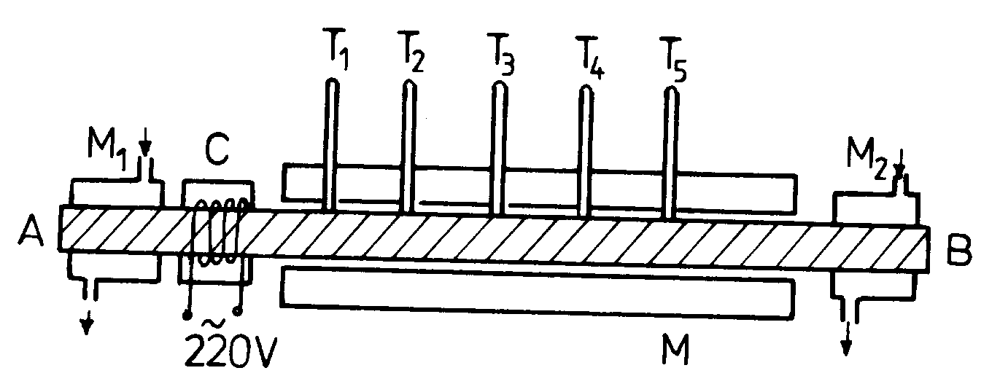 T1 T2 T3 T4 T5
M1 C M2
A B
~
220V M